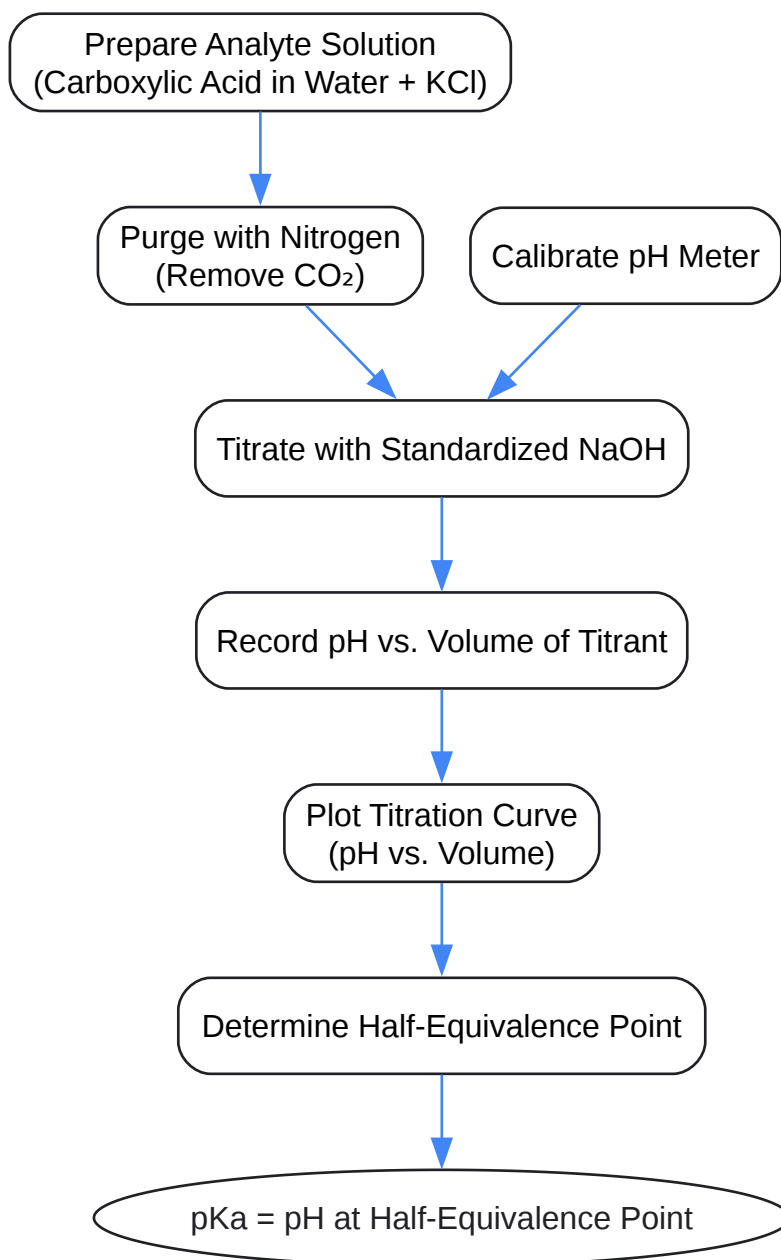 Prepare Analyte Solution
(Carboxylic Acid in Water + KCl)
Purge with Nitrogen
(Remove CO₂)
Calibrate pH Meter
Titrate with Standardized NaOH
Record pH vs. Volume of Titrant
Plot Titration Curve
(pH vs. Volume)
Determine Half-Equivalence Point
pKa = pH at Half-Equivalence Point